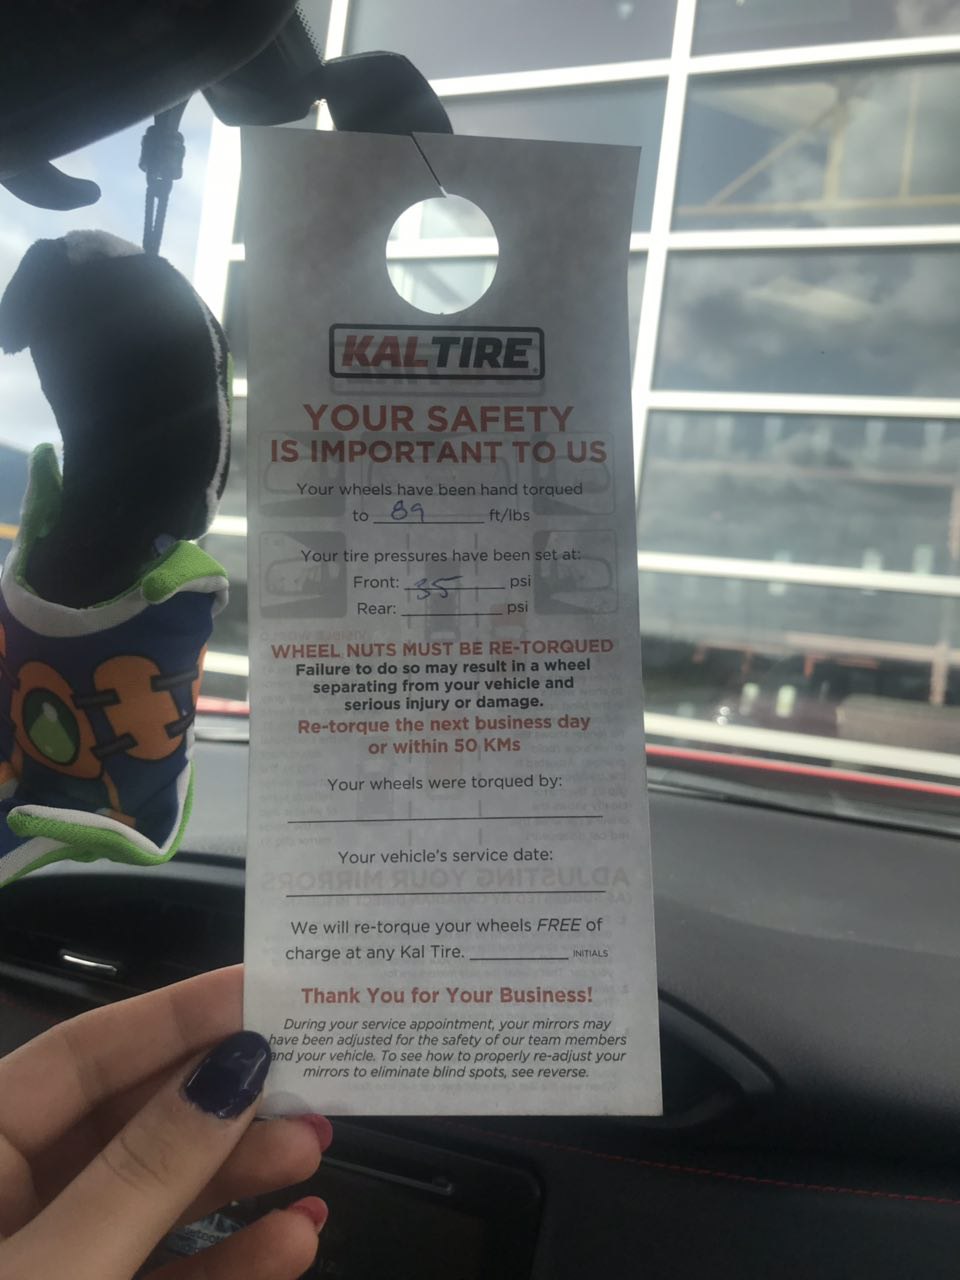 KALTIRE
YOUR SAFETY
IS IMPORTANT TO US
Your wheels have been hand torqued
to 89 ft/lbs
Your tire pressures have been set at:
Front: 35 psi
Rear: psi
WHEEL NUTS MUST BE RE-TORQUED
Failure to do so may result in a wheel
separating from your vehicle and
serious injury or damage.
Re-torque the next business day
or within 50 KMs
Your wheels were torqued by:
Your vehicle's service date:
We will re-torque your wheels FREE of
charge at any Kal Tire. INITIALS
Thank You for Your Business!
During your service appointment, your mirrors may
have been adjusted for the safety of our team members
and your vehicle. To see how to properly re-adjust your
mirrors to eliminate blind spots, see reverse.
ADJUSTING YOUR MIRRORS